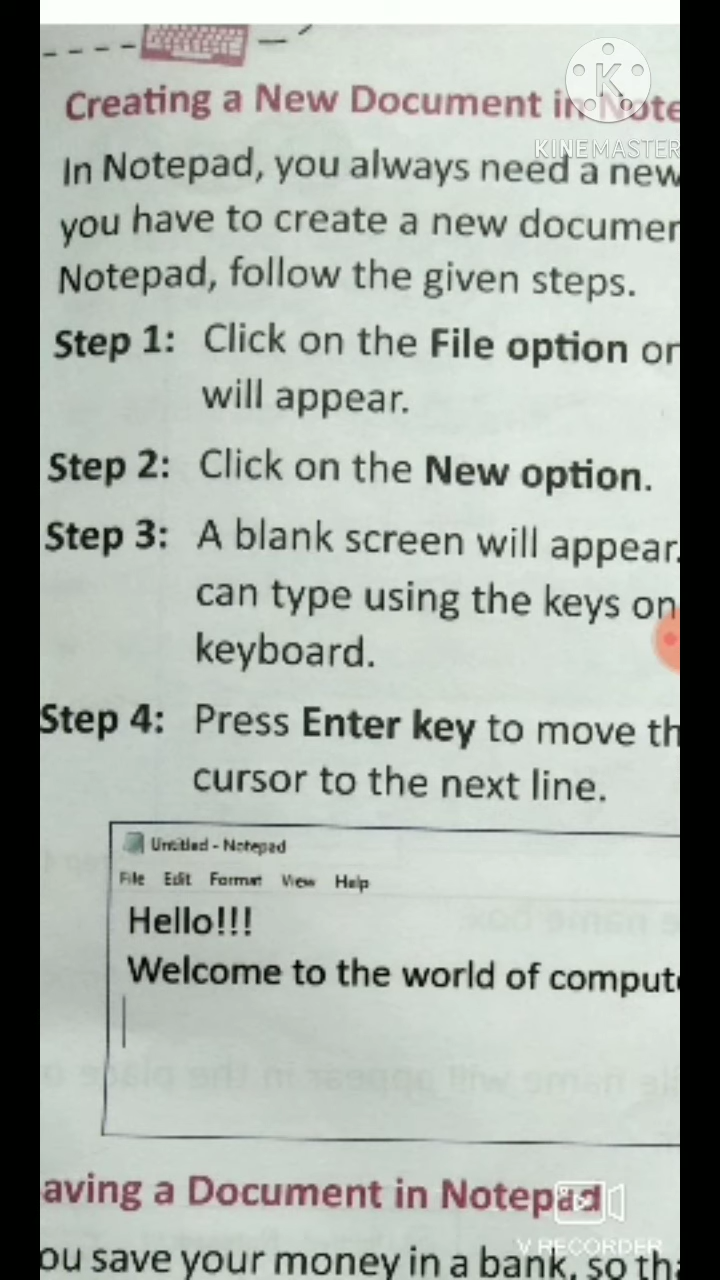 Creating a New Document in Note
KINEMASTER
In Notepad, you always need a new
you have to create a new documen
Notepad, follow the given steps.
Step 1: Click on the File option on
will appear.
Step 2: Click on the New option.
Step 3: A blank screen will appear.
can type using the keys on
keyboard.
Step 4: Press Enter key to move th
cursor to the next line.
Untitled - Notepad
File Edit Format View Help
Hello!!!
Welcome to the world of compute
aving a Document in Notepad
V RECORDER
ou save your money in a bank, so tha